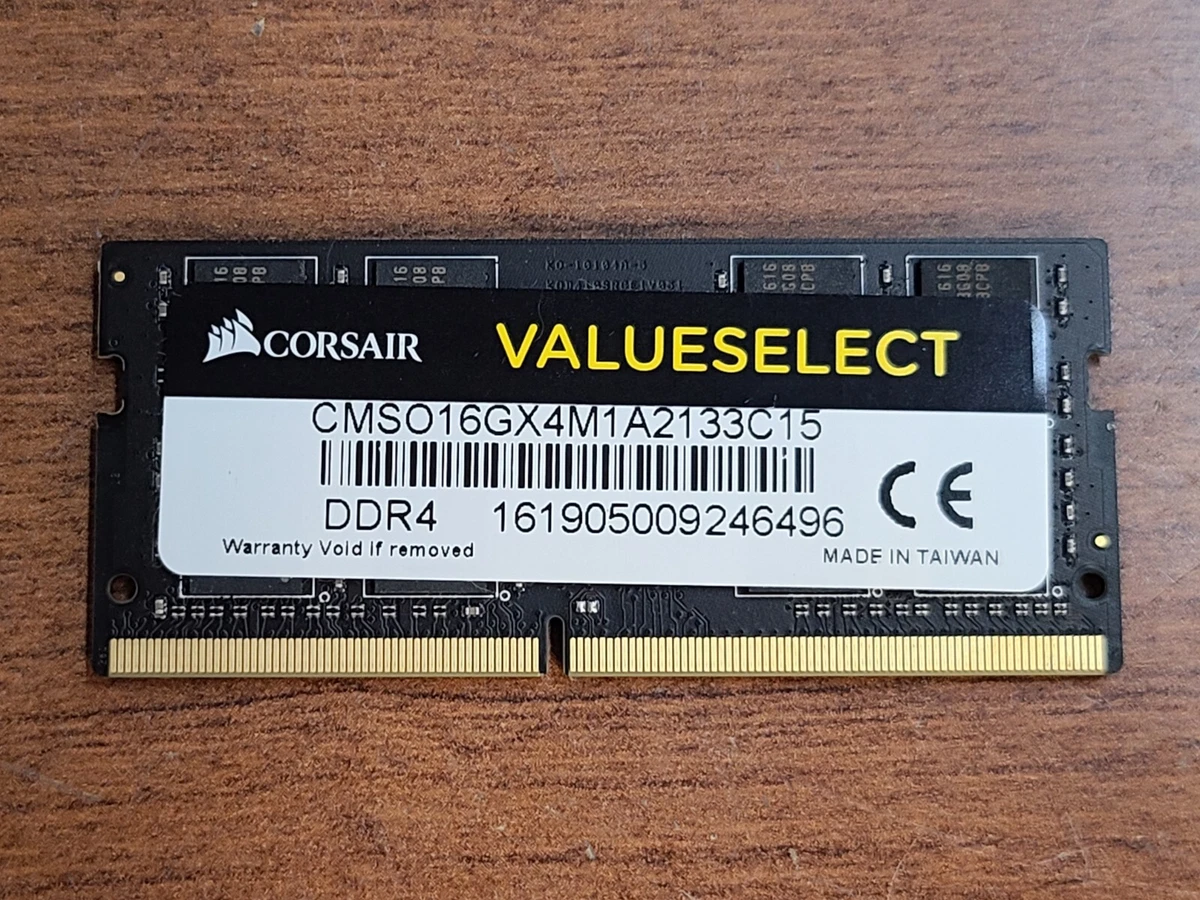 CORSAIR VALUESELECT
CMSO16GX4M1A2133C15
DDR4 161905009246496
Warranty Void if removed
MADE IN TAIWAN
CE